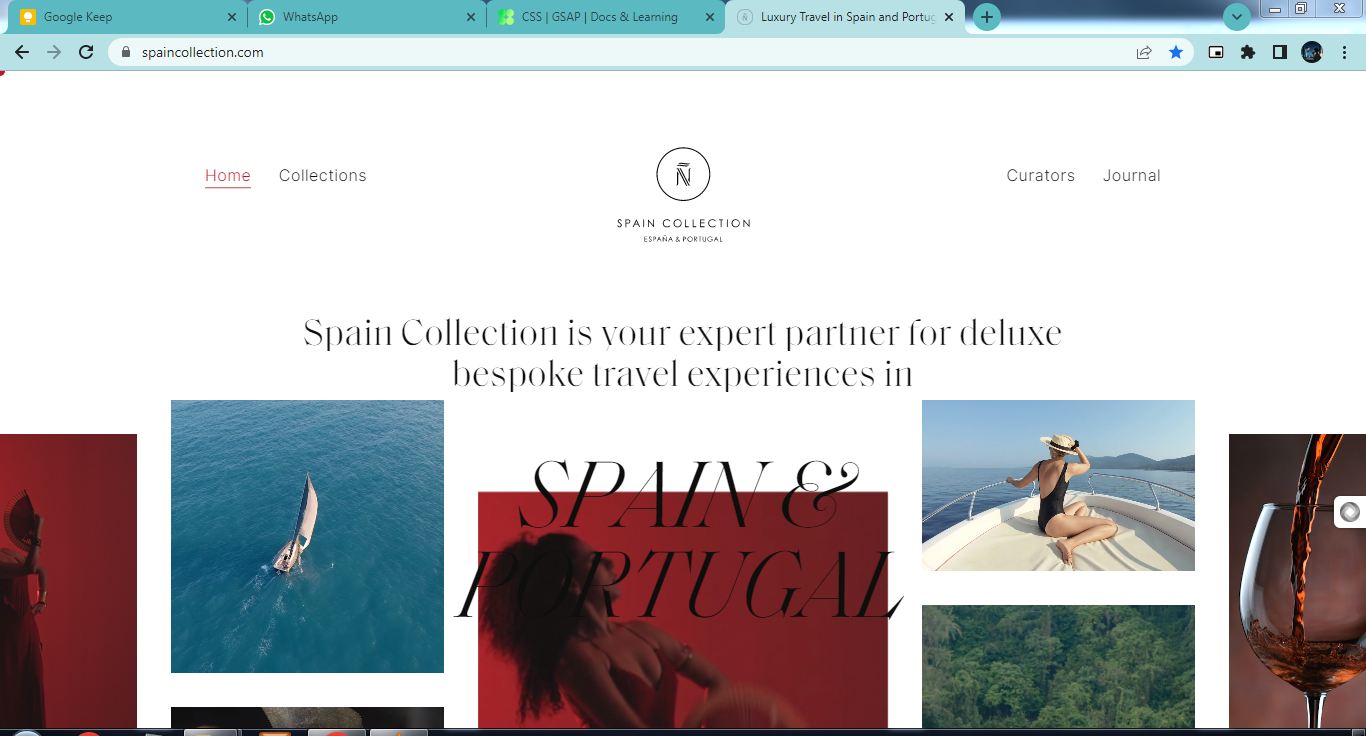 Google Keep
WhatsApp
CSS | GSAP | Docs & Learning
Luxury Travel in Spain and Portug
spaincollection.com
Home
Collections
Ñ
SPAIN COLLECTION
ESPAÑA & PORTUGAL
Curators
Journal
Spain Collection is your expert partner for deluxe
bespoke travel experiences in
SPAIN &
PORTUGAL